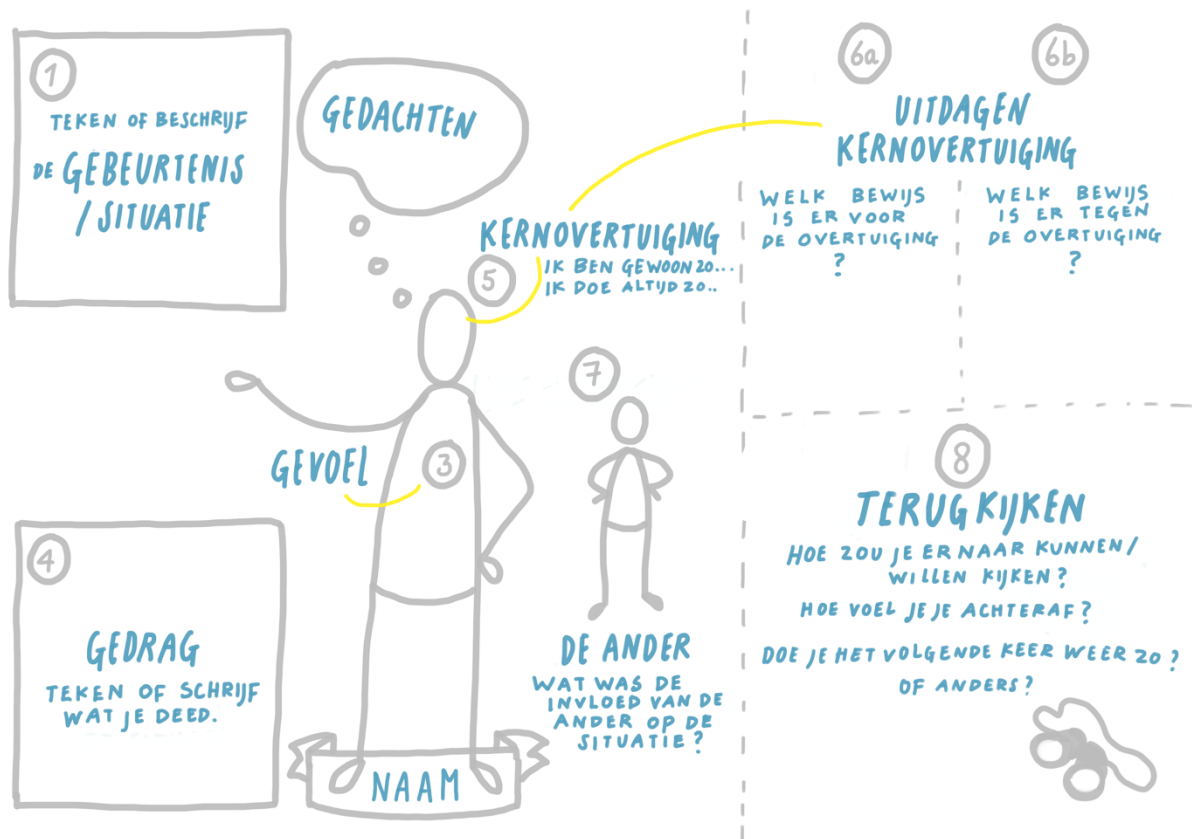 1
TEKEN OF BESCHRIJF
DE GEBEURTENIS
/ SITUATIE
GEDACHTEN
KERNOVERTUIGING
5
IK BEN GEWOON ZO...
IK DOE ALTIJD ZO..
GEVOEL
3
4
GEDRAG
TEKEN OF SCHRIJF
WAT JE DEED.
NAAM
7
DE ANDER
WAT WAS DE
INVLOED VAN DE
ANDER OP DE
SITUATIE?
6a
6b
UITDAGEN
KERNOVERTUIGING
WELK BEWIJS
IS ER VOOR
DE OVERTUIGING
?
WELK BEWIJS
IS ER TEGEN
DE OVERTUIGING
?
8
TERUGKIJKEN
HOE ZOU JE ERNAAR KUNNEN/
WILLEN KIJKEN?
HOE VOEL JE JE ACHTERAF?
DOE JE HET VOLGENDE KEER WEER ZO?
OF ANDERS?